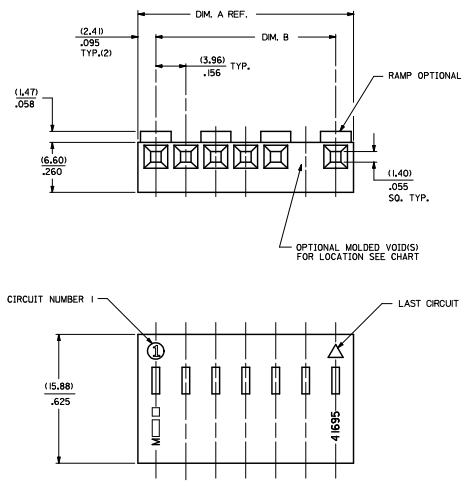 DIM. A REF.
(2.41)
.095
TYP.(2)
DIM. B
(3.96)
.156
TYP.
RAMP OPTIONAL
(1.47)
.058
(6.60)
.260
(1.40)
.055
SQ. TYP.
OPTIONAL MOLDED VOID(S)
FOR LOCATION SEE CHART
CIRCUIT NUMBER 1
LAST CIRCUIT
1
(15.88)
.625
M
41695